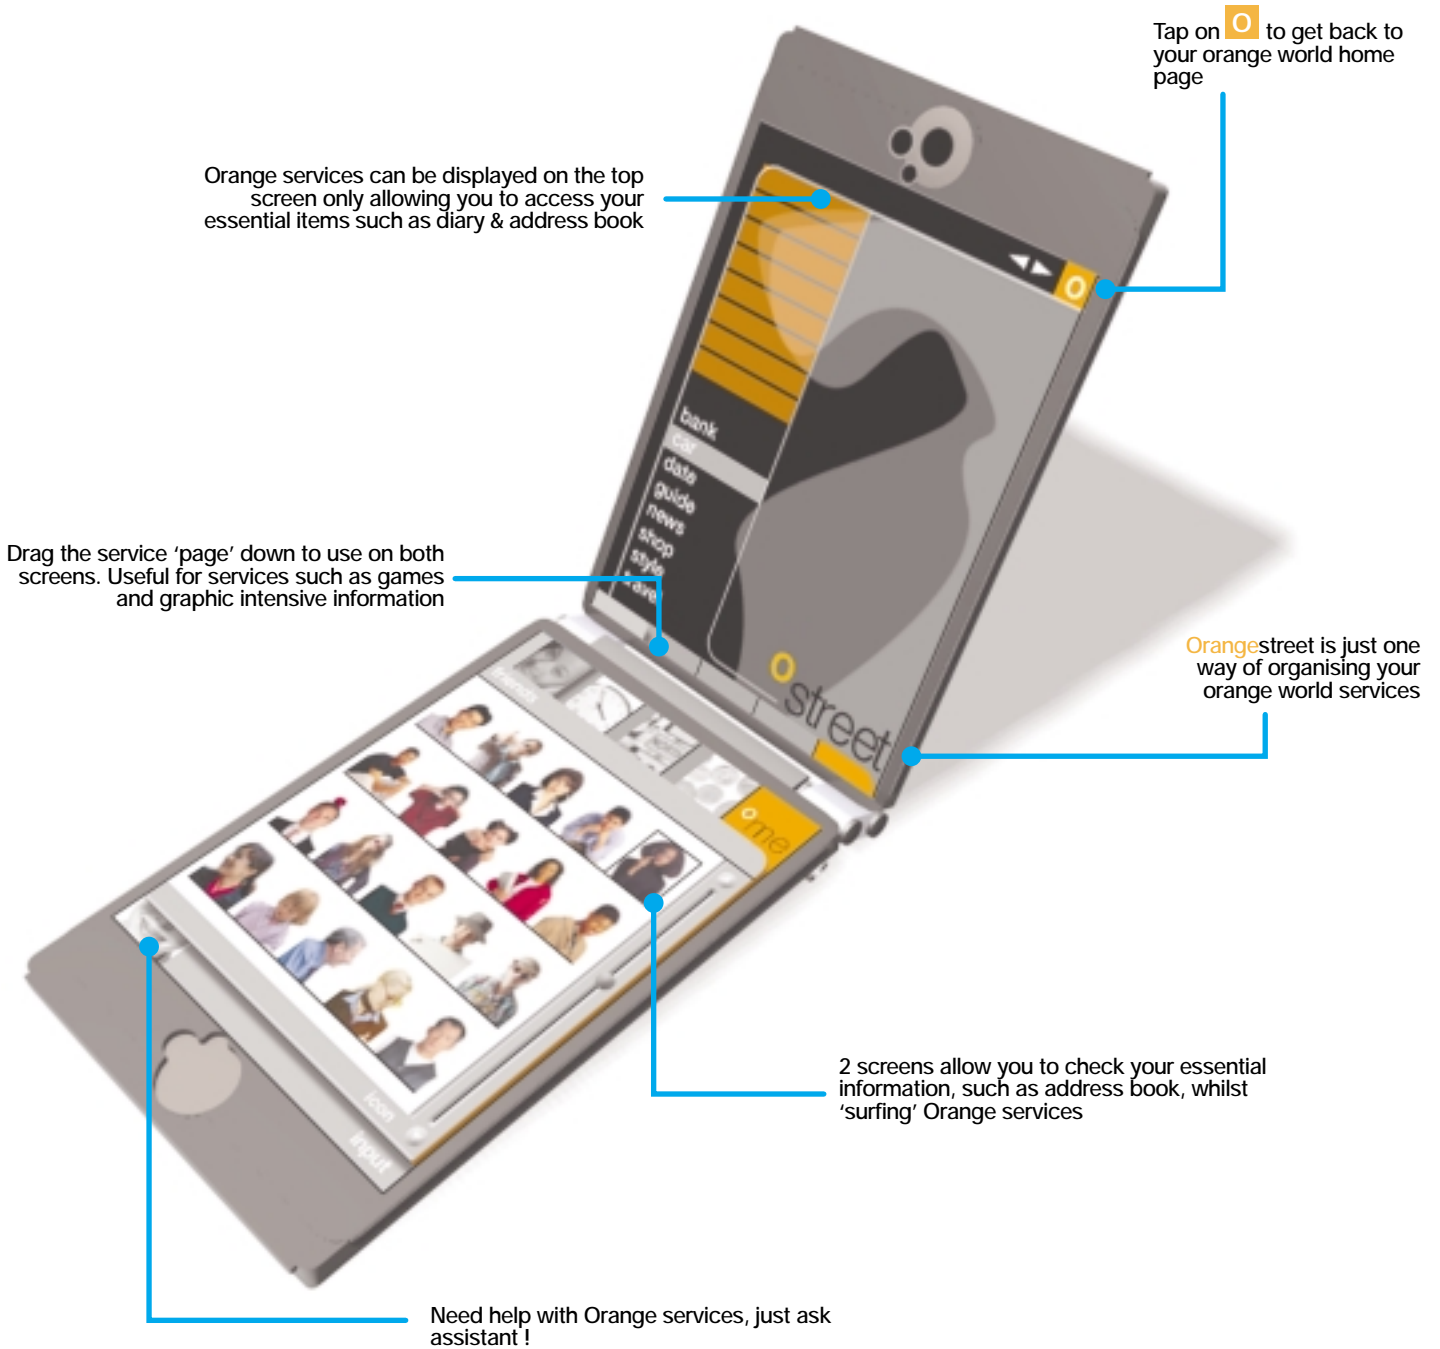 Tap on O to get back to
your orange world home
page
Orange services can be displayed on the top
screen only allowing you to access your
essential items such as diary & address book
O
bank
car
date
guide
news
shop
style
travel
Drag the service ‘page’ down to use on both
screens. Useful for services such as games
and graphic intensive information
Orangestreet is just one
way of organising your
orange world services
o
street
friends
o
me
icon
input
2 screens allow you to check your essential
information, such as address book, whilst
‘surfing’ Orange services
Need help with Orange services, just ask
assistant !